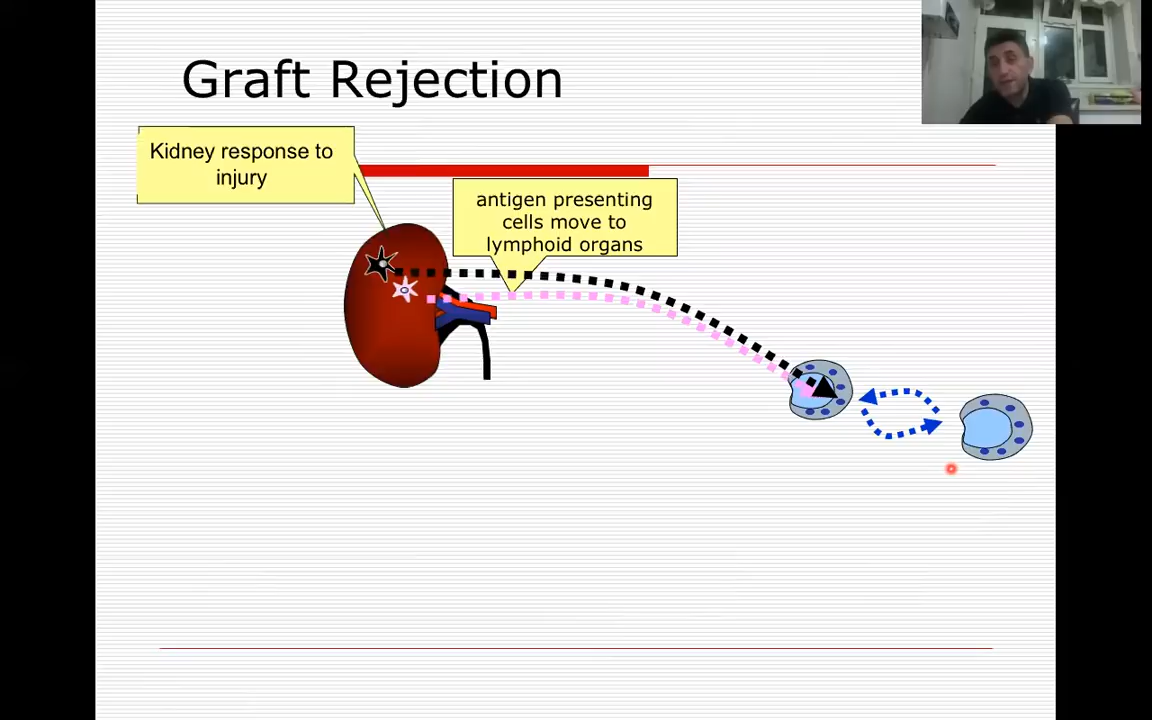 Graft Rejection
Kidney response to
injury
antigen presenting
cells move to
lymphoid organs